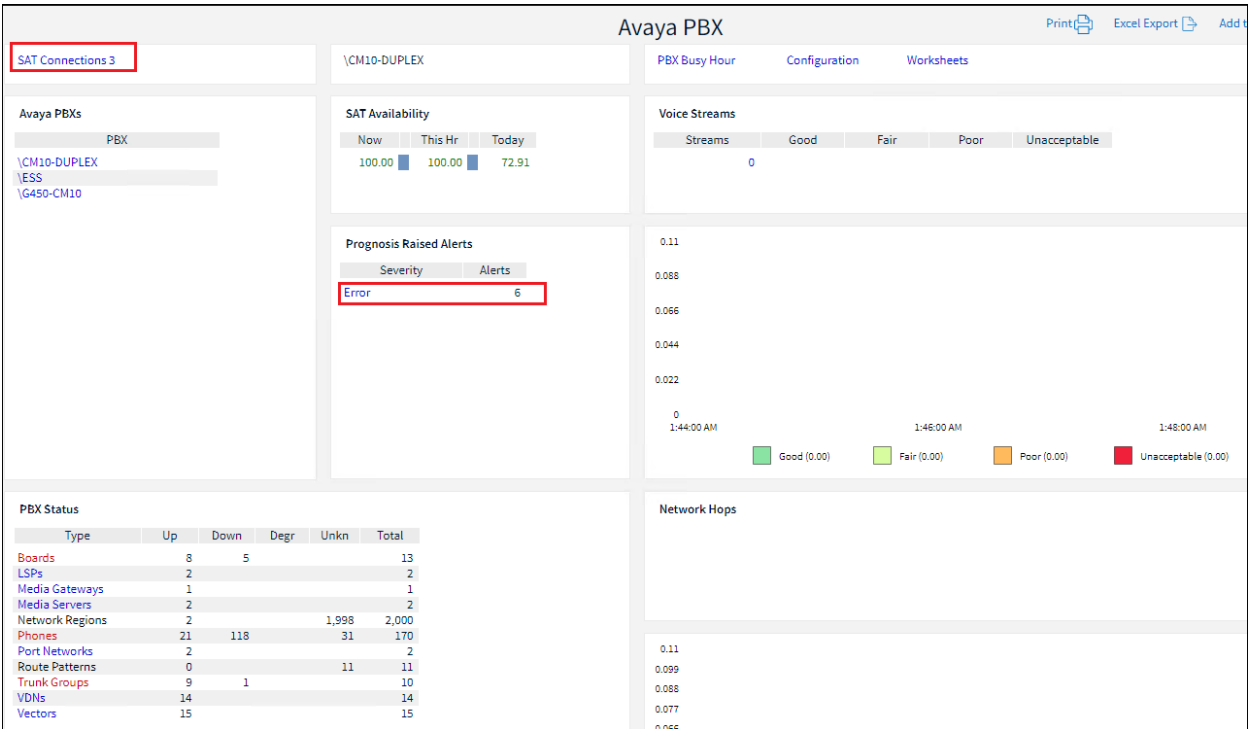 Avaya PBX
Print
Excel Export
Add t
SAT Connections 3
\CM10-DUPLEX
PBX Busy Hour Configuration Worksheets
Avaya PBXs
PBX
\CM10-DUPLEX
\ESS
\G450-CM10
SAT Availability
Now This Hr Today
100.00 100.00 72.91
Voice Streams
Streams Good Fair Poor Unacceptable
0
Prognosis Raised Alerts
Severity Alerts
Error 6
0.11
0.088
0.066
0.044
0.022
0
1:44:00 AM 1:46:00 AM 1:48:00 AM
Good (0.00) Fair (0.00) Poor (0.00) Unacceptable (0.00)
PBX Status
Type Up Down Degr Unkn Total
Boards 8 5 13
LSPs 2 2
Media Gateways 1 1
Media Servers 2 2
Network Regions 2 1,998 2,000
Phones 21 118 31 170
Port Networks 2 2
Route Patterns 0 11 11
Trunk Groups 9 1 10
VDNs 14 14
Vectors 15 15
Network Hops
0.11
0.099
0.088
0.077
0.066